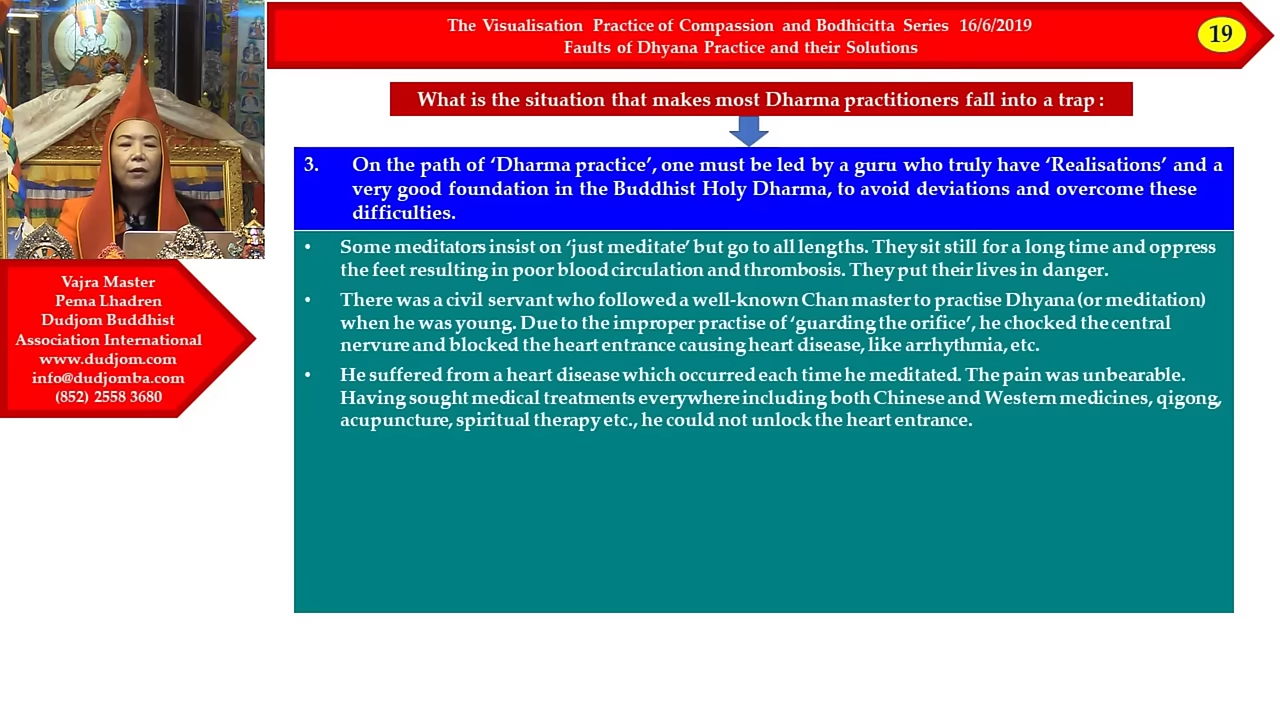 The Visualisation Practice of Compassion and Bodhicitta Series 16/6/2019
Faults of Dhyana Practice and their Solutions
19
What is the situation that makes most Dharma practitioners fall into a trap :
3. On the path of ‘Dharma practice’, one must be led by a guru who truly have ‘Realisations’ and a
very good foundation in the Buddhist Holy Dharma, to avoid deviations and overcome these
difficulties.
• Some meditators insist on ‘just meditate’ but go to all lengths. They sit still for a long time and oppress
the feet resulting in poor blood circulation and thrombosis. They put their lives in danger.
• There was a civil servant who followed a well-known Chan master to practise Dhyana (or meditation)
when he was young. Due to the improper practise of ‘guarding the orifice’, he chocked the central
nervure and blocked the heart entrance causing heart disease, like arrhythmia, etc.
• He suffered from a heart disease which occurred each time he meditated. The pain was unbearable.
Having sought medical treatments everywhere including both Chinese and Western medicines, qigong,
acupuncture, spiritual therapy etc., he could not unlock the heart entrance.
Vajra Master
Pema Lhadren
Dudjom Buddhist
Association International
www.dudjom.com
info@dudjomba.com
(852) 2558 3680